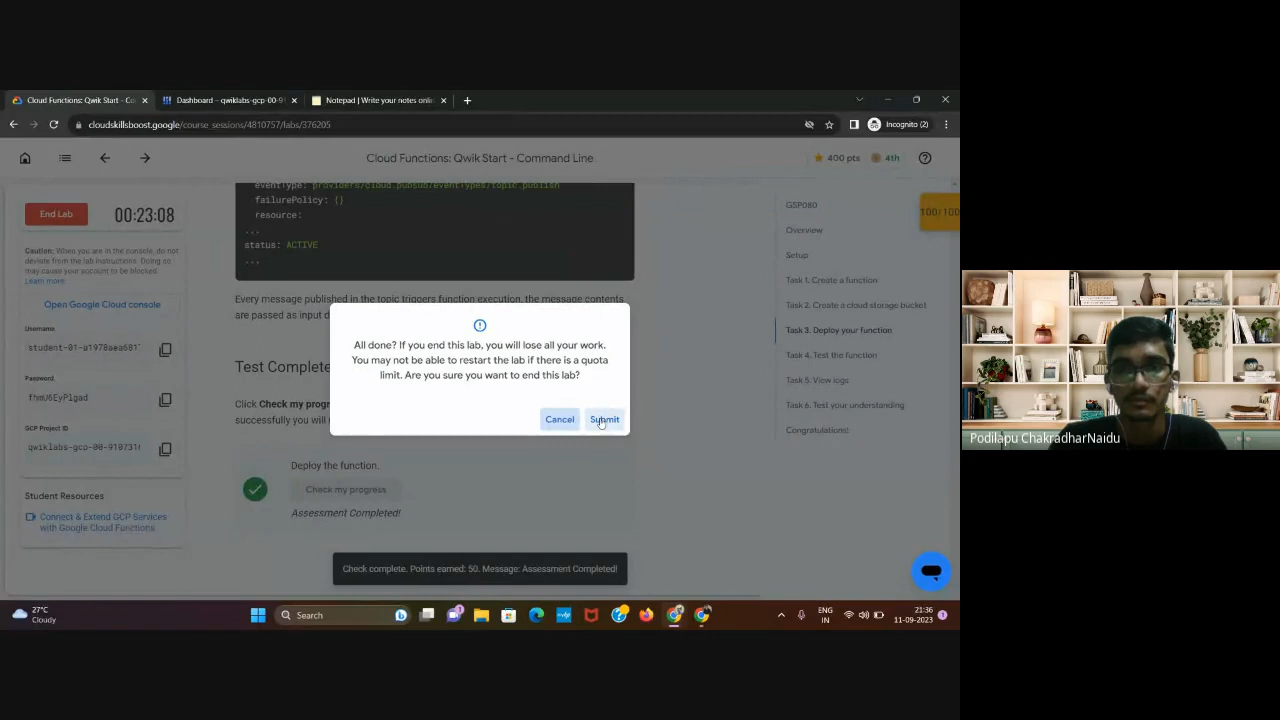 Cloud Functions: Qwik Start - Co
Dashboard – qwiklabs-gcp-00-91
Notepad | Write your notes onlin
cloudskillsboost.google/course_sessions/4810757/labs/376205
Incognito (2)
Cloud Functions: Qwik Start - Command Line
400 pts
4th
End Lab
00:23:08
Caution: When you are in the console, do not
deviate from the lab instructions. Doing so
may cause your account to be blocked.
Learn more.
Open Google Cloud console
Username
student-01-a1978aea681
Password
fhmU6EyPlgad
GCP Project ID
qwiklabs-gcp-00-910731
Student Resources
Connect & Extend GCP Services
with Google Cloud Functions
eventType: providers/cloud.pubsub/eventTypes/topic.publish
failurePolicy: {}
resource:
...
status: ACTIVE
...
Every message published in the topic triggers function execution, the message contents
are passed as input d
Test Complete
Click Check my progr
successfully you will
Deploy the function.
Check my progress
Assessment Completed!
All done? If you end this lab, you will lose all your work.
You may not be able to restart the lab if there is a quota
limit. Are you sure you want to end this lab?
Cancel
Submit
Check complete. Points earned: 50. Message: Assessment Completed!
GSP080
Overview
Setup
Task 1. Create a function
Task 2. Create a cloud storage bucket
Task 3. Deploy your function
Task 4. Test the function
Task 5. View logs
Task 6. Test your understanding
Congratulations!
100/100
Podilapu ChakradharNaidu
27°C
Cloudy
Search
ENG
IN
21:36
11-09-2023